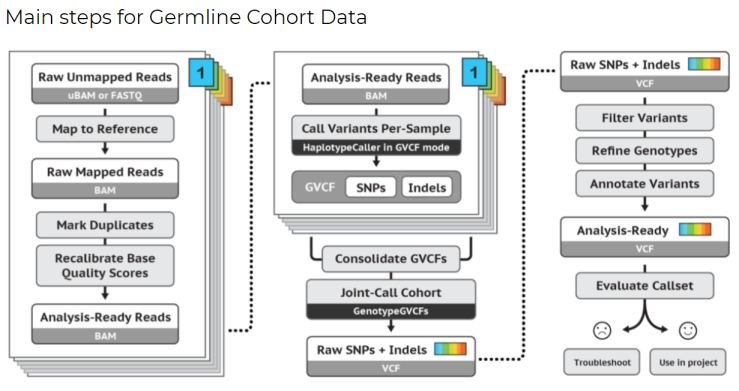 Main steps for Germline Cohort Data
1
Raw Unmapped Reads
uBAM or FASTQ
Map to Reference
Raw Mapped Reads
BAM
Mark Duplicates
Recalibrate Base
Quality Scores
Analysis-Ready Reads
BAM
1
Analysis-Ready Reads
BAM
Call Variants Per-Sample
HaplotypeCaller in GVCF mode
GVCF SNPs Indels
Consolidate GVCFs
Joint-Call Cohort
GenotypeGVCFs
Raw SNPs + Indels
VCF
Raw SNPs + Indels
VCF
Filter Variants
Refine Genotypes
Annotate Variants
Analysis-Ready
VCF
Evaluate Callset
Troubleshoot Use in project